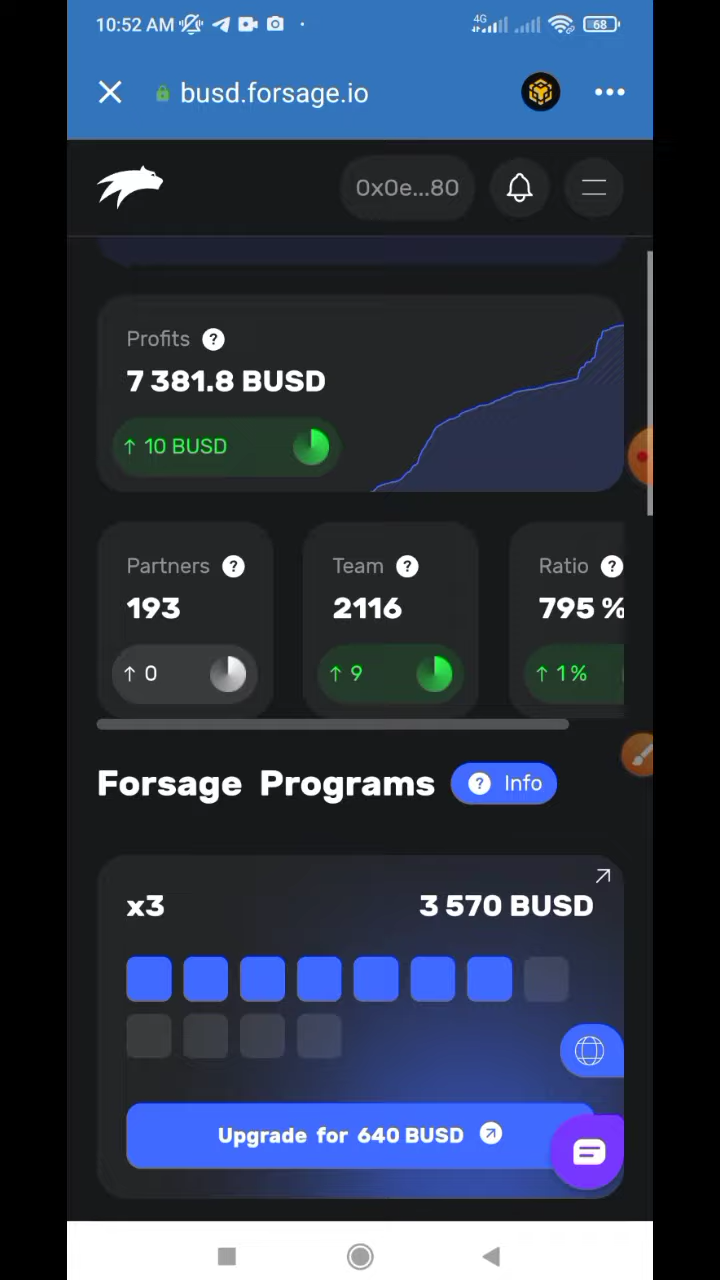 10:52 AM
4G
68
busd.forsage.io
0x0e...80
Profits ?
7 381.8 BUSD
↑ 10 BUSD
Partners ?
Team ?
Ratio ?
193
2116
795 %
↑ 0
↑ 9
↑ 1%
Forsage Programs
? Info
x3
3 570 BUSD
Upgrade for 640 BUSD